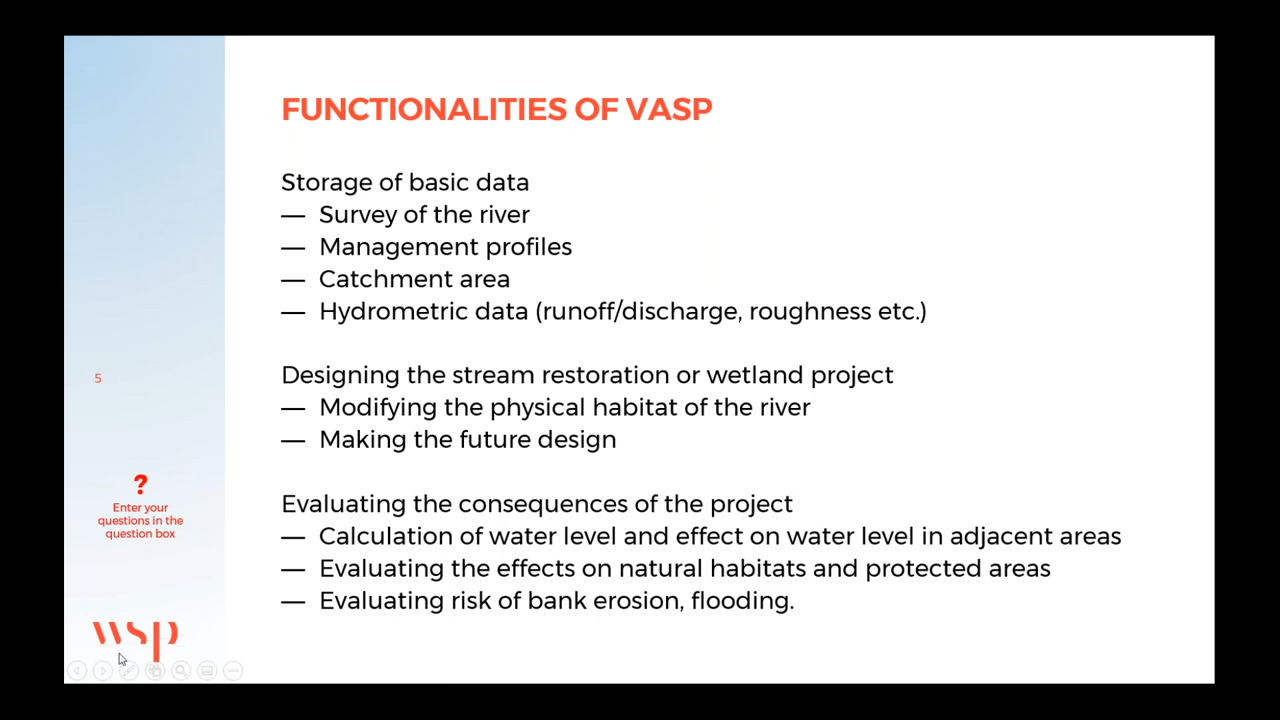 FUNCTIONALITIES OF VASP
Storage of basic data
— Survey of the river
— Management profiles
— Catchment area
— Hydrometric data (runoff/discharge, roughness etc.)
Designing the stream restoration or wetland project
— Modifying the physical habitat of the river
— Making the future design
Evaluating the consequences of the project
— Calculation of water level and effect on water level in adjacent areas
— Evaluating the effects on natural habitats and protected areas
— Evaluating risk of bank erosion, flooding.
5
?
Enter your
questions in the
question box
wsp